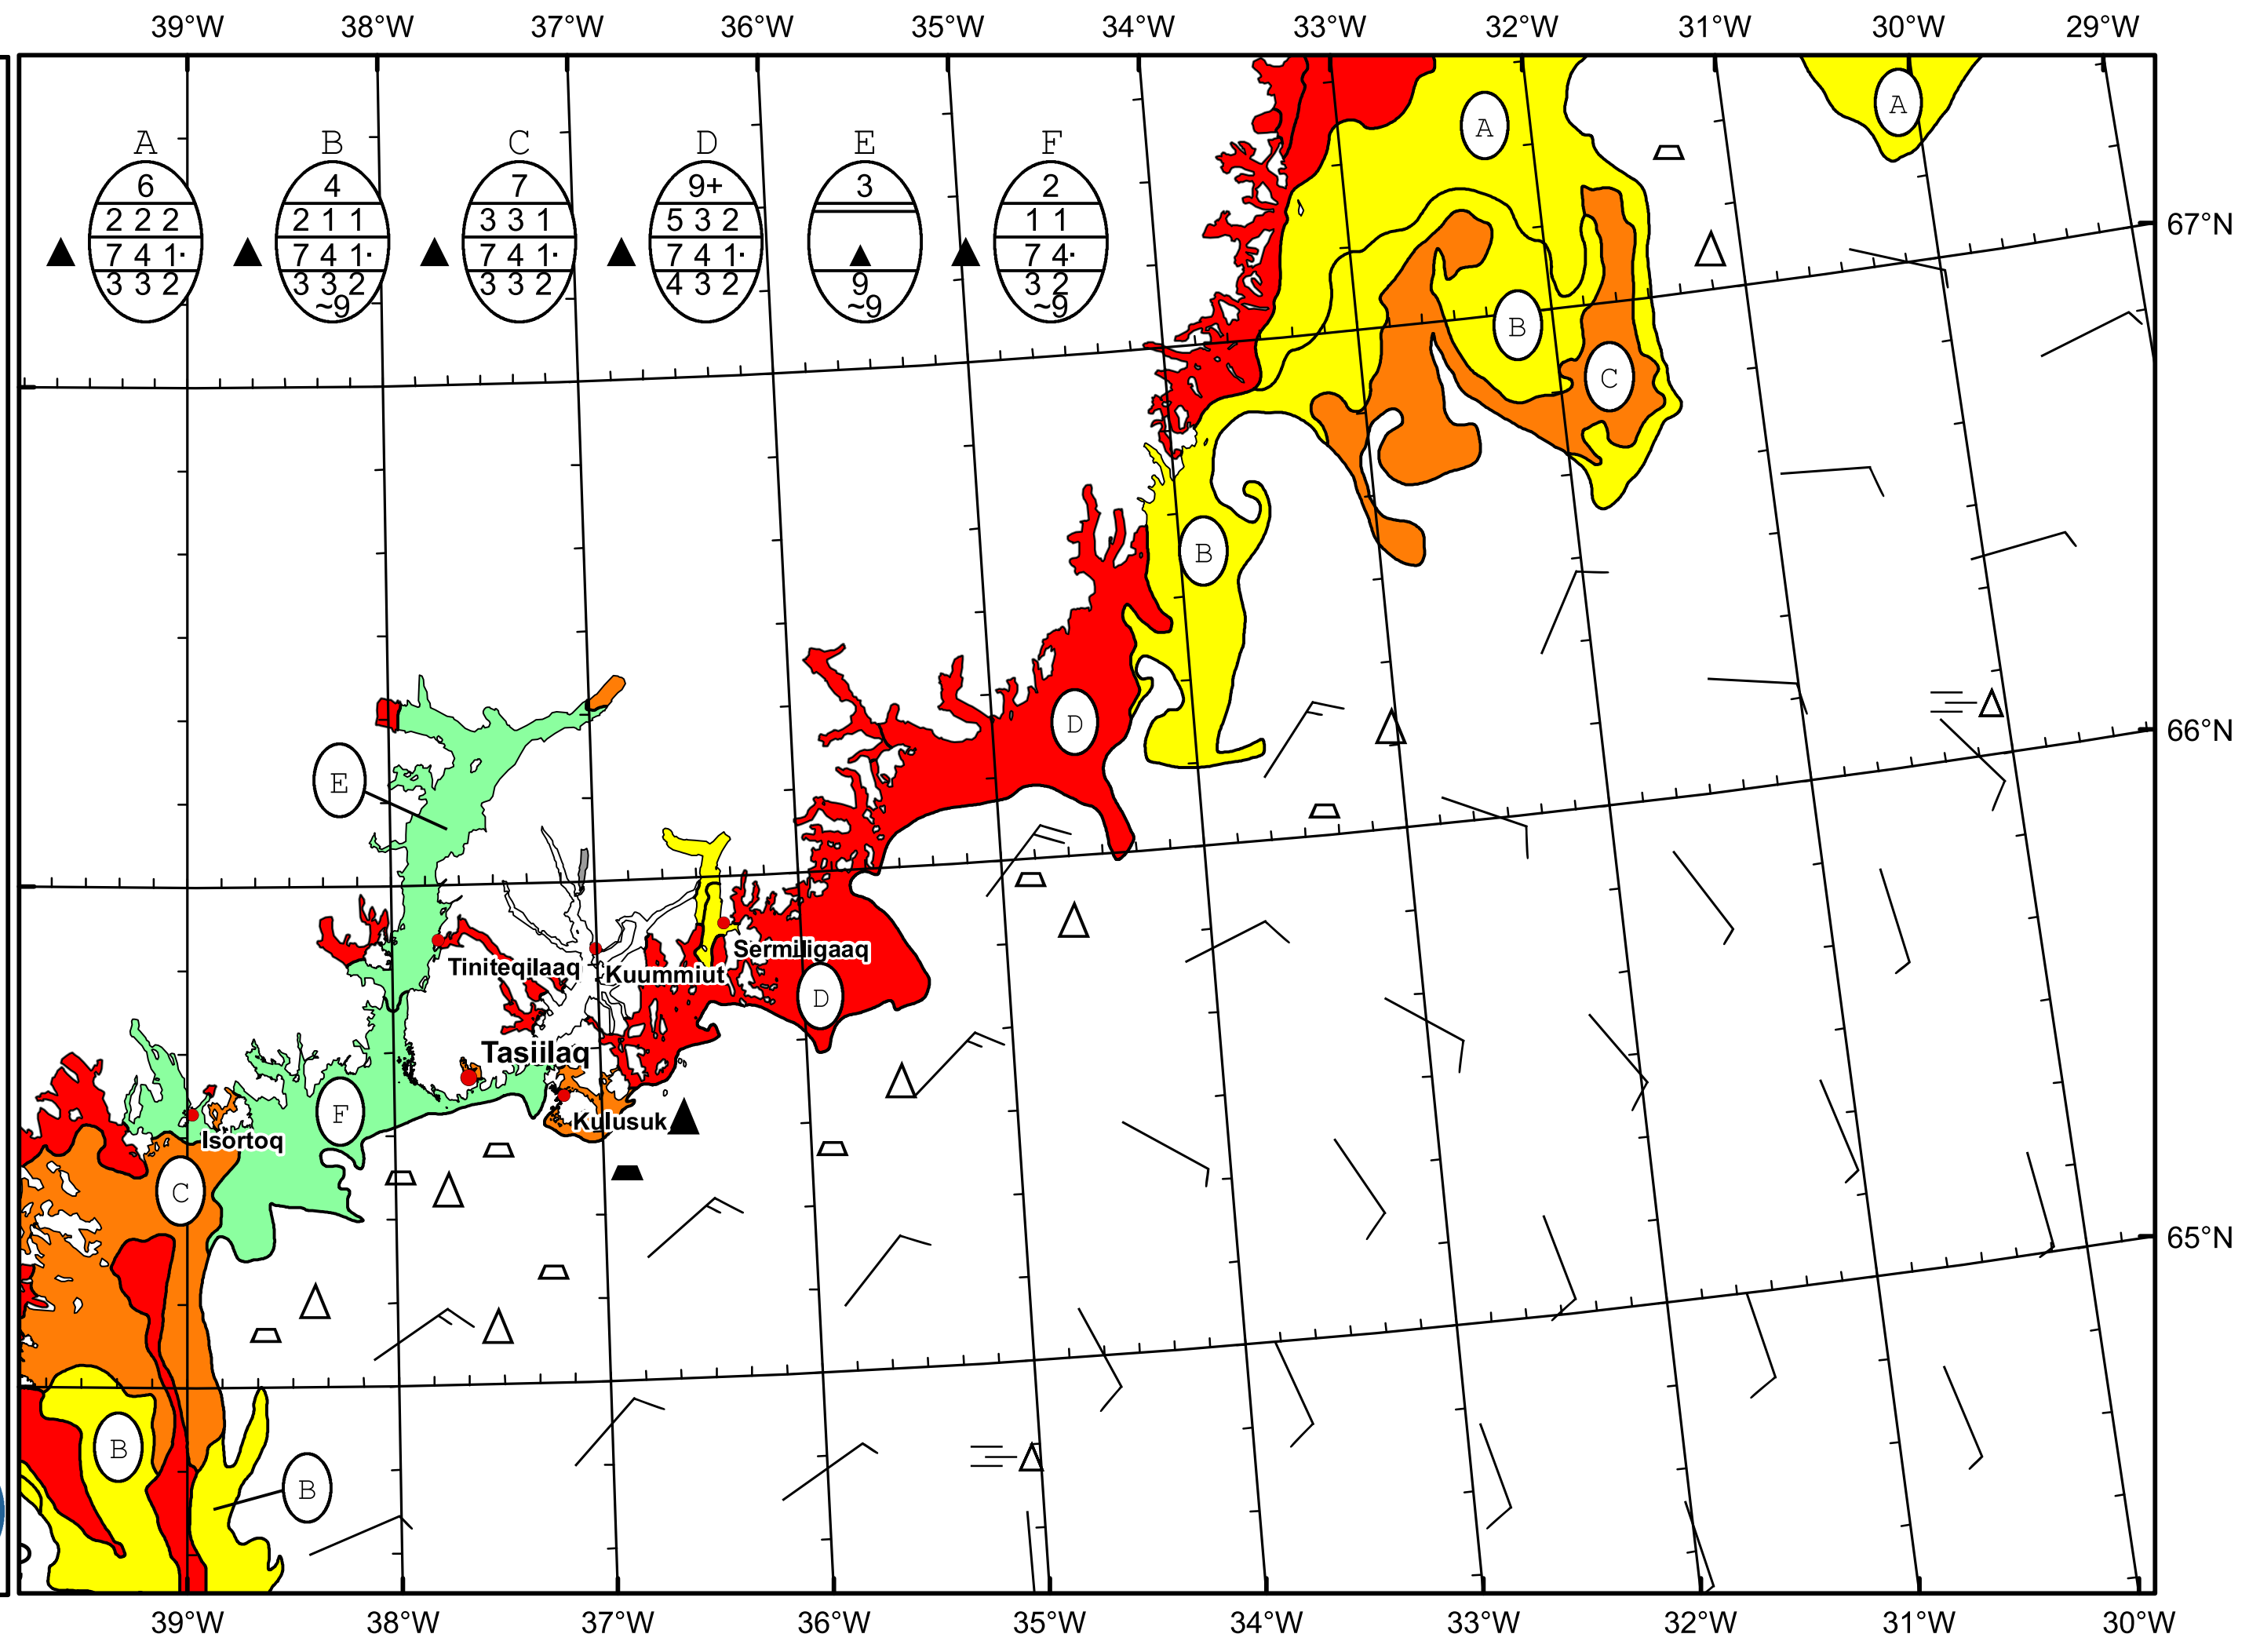 39°W 38°W 37°W 36°W 35°W 34°W 33°W 32°W 31°W 30°W 29°W
A B C D E F
6 4 7 9+ 3 2
2 2 2 2 1 1 3 3 1 5 3 2 1 1
7 4 1· 7 4 1· 7 4 1· 7 4 1· 7 4·
3 3 2 3 3 2 3 3 2 4 3 2 9 3 2
~9 ~9 ~9
A
A
67°N
B
C
B
D
66°N
E
Sermiligaaq
Tiniteqilaaq Kuummiut
D
Tasiilaq
F
Kulusuk
Isortoq
C
65°N
B
B
39°W 38°W 37°W 36°W 35°W 34°W 33°W 32°W 31°W 30°W